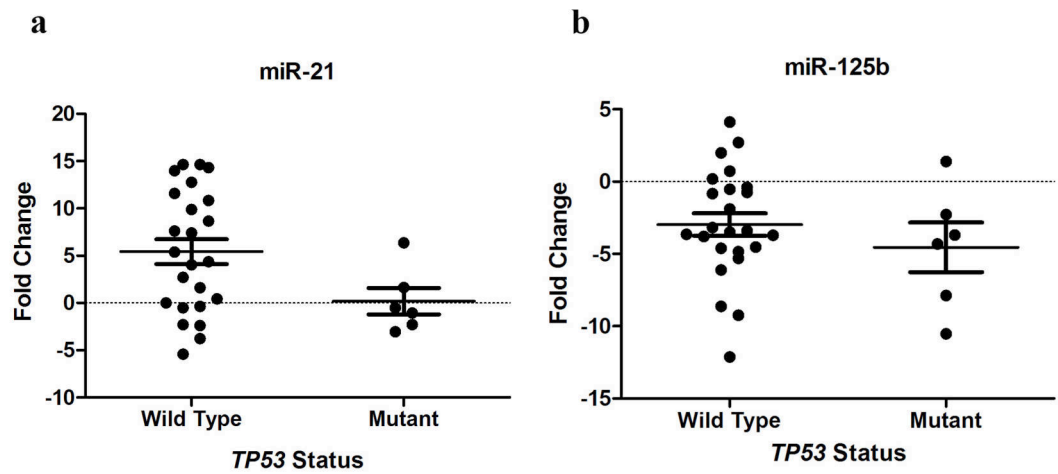 a
miR-21
Fold Change
20
15
10
5
0
-5
-10
Wild Type
Mutant
TP53 Status
b
miR-125b
Fold Change
5
0
-5
-10
-15
Wild Type
Mutant
TP53 Status